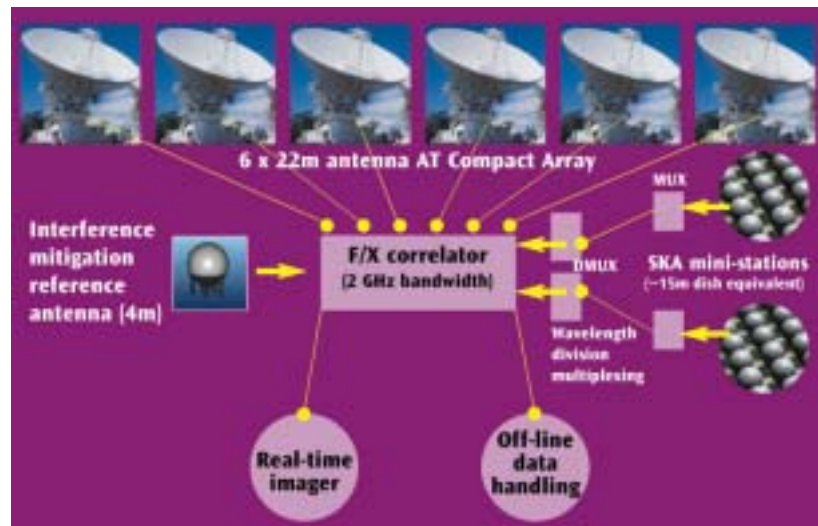 6 x 22m antenna AT Compact Array
MUX
Interference
mitigation
reference
antenna (4m)
F/X correlator
(2 GHz bandwidth)
DMUX
SKA mini-stations
(~15m dish equivalent)
Wavelength
division
multiplexing
Real-time
imager
Off-line
data
handling